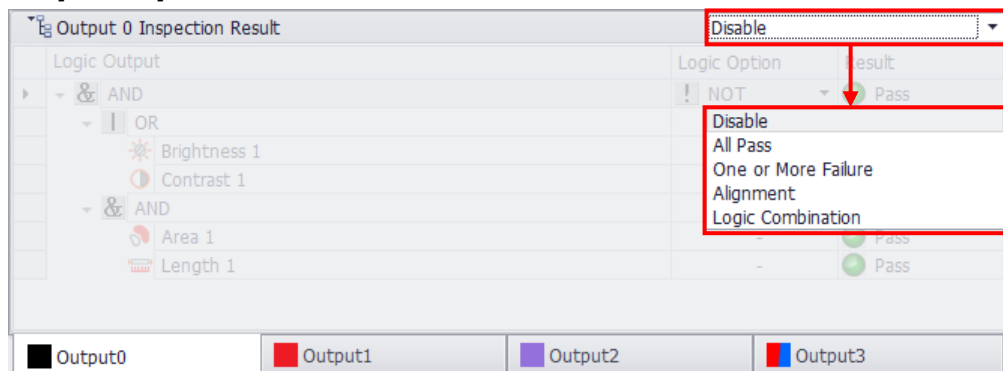 Output 0 Inspection Result Disable
Logic Output Logic Option Result
& AND ! NOT Pass
| OR Disable
Brightness 1 All Pass
One or More Failure
Contrast 1 Alignment
& AND Logic Combination
Area 1 - Pass
Length 1 - Pass
Output0 Output1 Output2 Output3